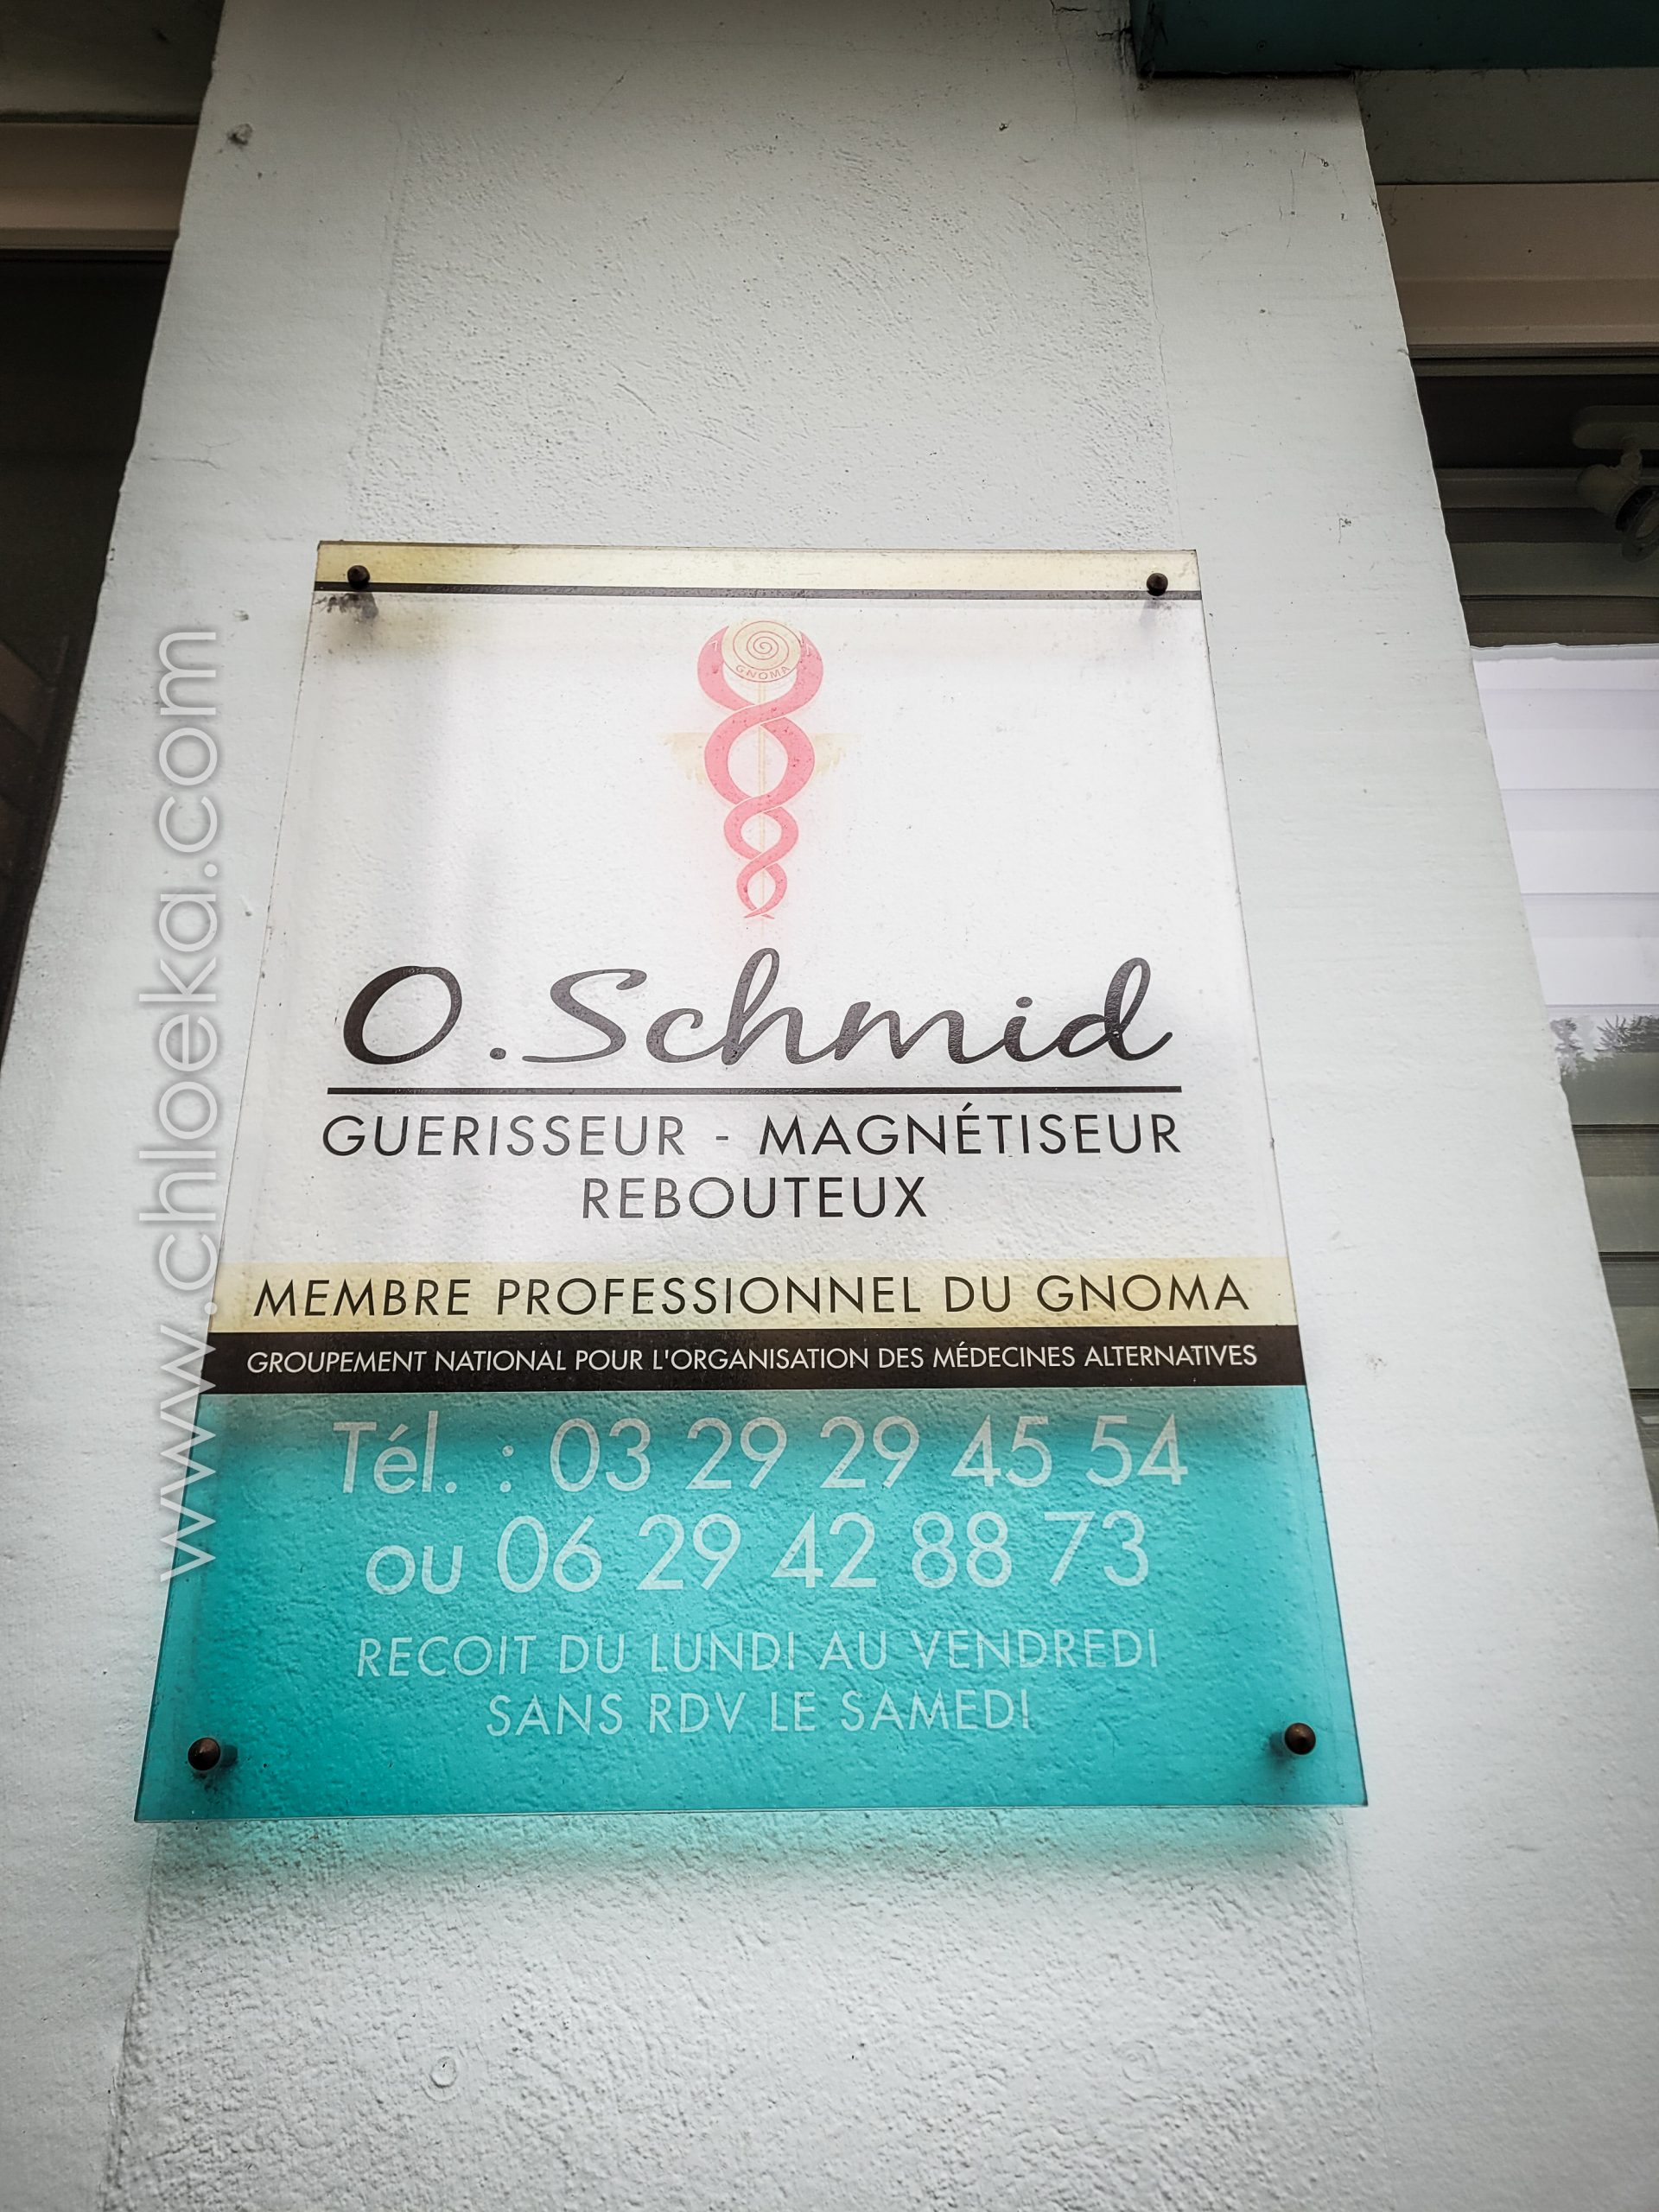 GNOMA
O. Schmid
GUERISSEUR - MAGNÉTISEUR
REBOUTEUX
MEMBRE PROFESSIONNEL DU GNOMA
GROUPEMENT NATIONAL POUR L'ORGANISATION DES MÉDECINES ALTERNATIVES
Tél. : 03 29 29 45 54
ou 06 29 42 88 73
RECOIT DU LUNDI AU VENDREDI
SANS RDV LE SAMEDI
www.chloeka.com